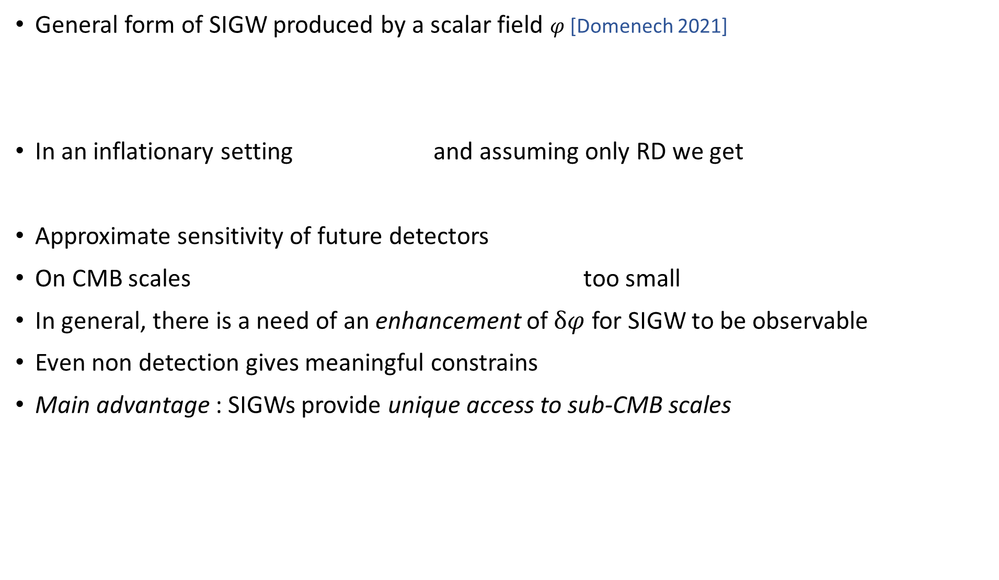 • General form of SIGW produced by a scalar field φ [Domenech 2021]
• In an inflationary setting and assuming only RD we get
• Approximate sensitivity of future detectors
• On CMB scales too small
• In general, there is a need of an enhancement of δφ for SIGW to be observable
• Even non detection gives meaningful constrains
• Main advantage : SIGWs provide unique access to sub-CMB scales